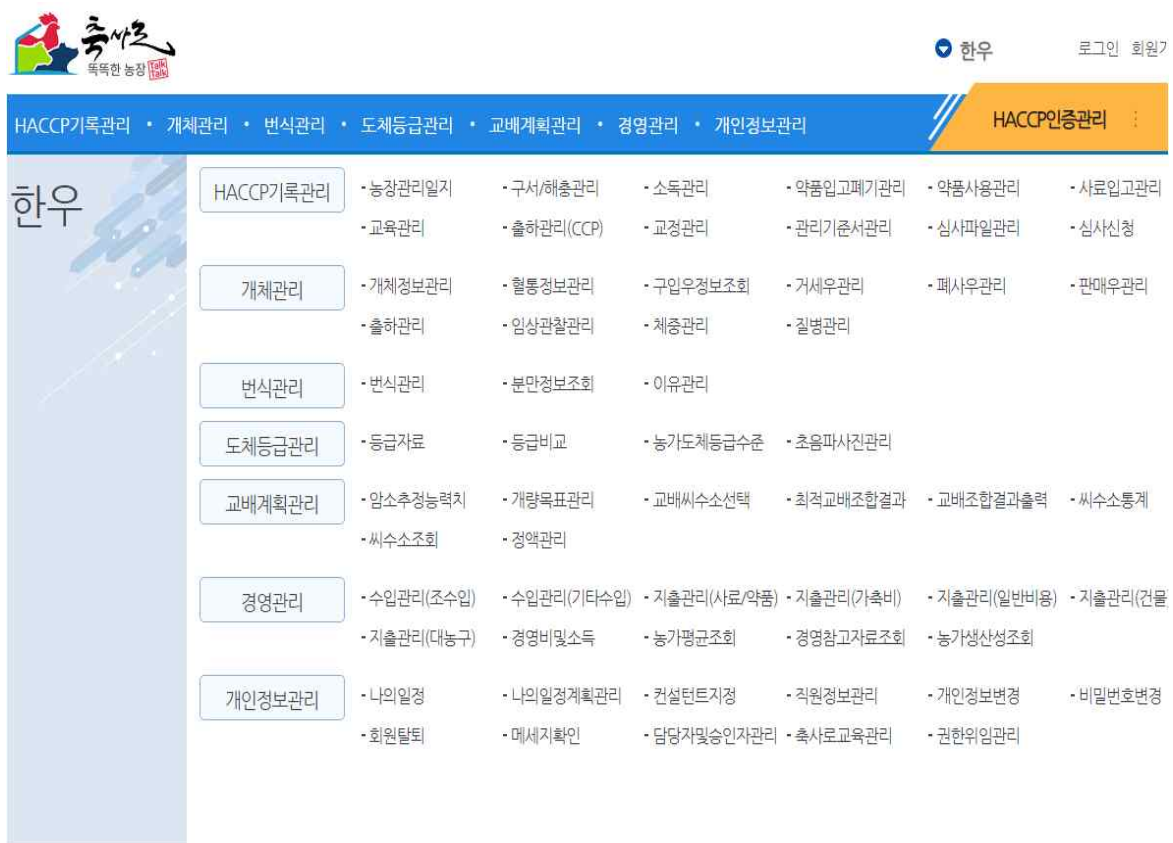 축사로
똑똑한 농장 Talk Talk
한우 로그인 회원가
HACCP기록관리 • 개체관리 • 번식관리 • 도체등급관리 • 교배계획관리 • 경영관리 • 개인정보관리 HACCP인증관리
한우
HACCP기록관리 - 농장관리일지 - 구서/해충관리 - 소독관리 - 약품입고폐기관리 - 약품사용관리 - 사료입고관리
- 교육관리 - 출하관리(CCP) - 교정관리 - 관리기준서관리 - 심사파일관리 - 심사신청
개체관리 - 개체정보관리 - 혈통정보관리 - 구입우정보조회 - 거세우관리 - 폐사우관리 - 판매우관리
- 출하관리 - 임상관찰관리 - 체중관리 - 질병관리
번식관리 - 번식관리 - 분만정보조회 - 이유관리
도체등급관리 - 등급자료 - 등급비교 - 농가도체등급수준 - 초음파사진관리
교배계획관리 - 암소추정능력치 - 개량목표관리 - 교배씨수소선택 - 최적교배조합결과 - 교배조합결과출력 - 씨수소통계
- 씨수소조회 - 정액관리
경영관리 - 수입관리(조수입) - 수입관리(기타수입) - 지출관리(사료/약품) - 지출관리(가축비) - 지출관리(일반비용) - 지출관리(건물)
- 지출관리(대농구) - 경영비및소득 - 농가평균조회 - 경영참고자료조회 - 농가생산성조회
개인정보관리 - 나의일정 - 나의일정계획관리 - 컨설턴트지정 - 직원정보관리 - 개인정보변경 - 비밀번호변경
- 회원탈퇴 - 메세지확인 - 담당자및승인자관리 - 축사로교육관리 - 권한위임관리